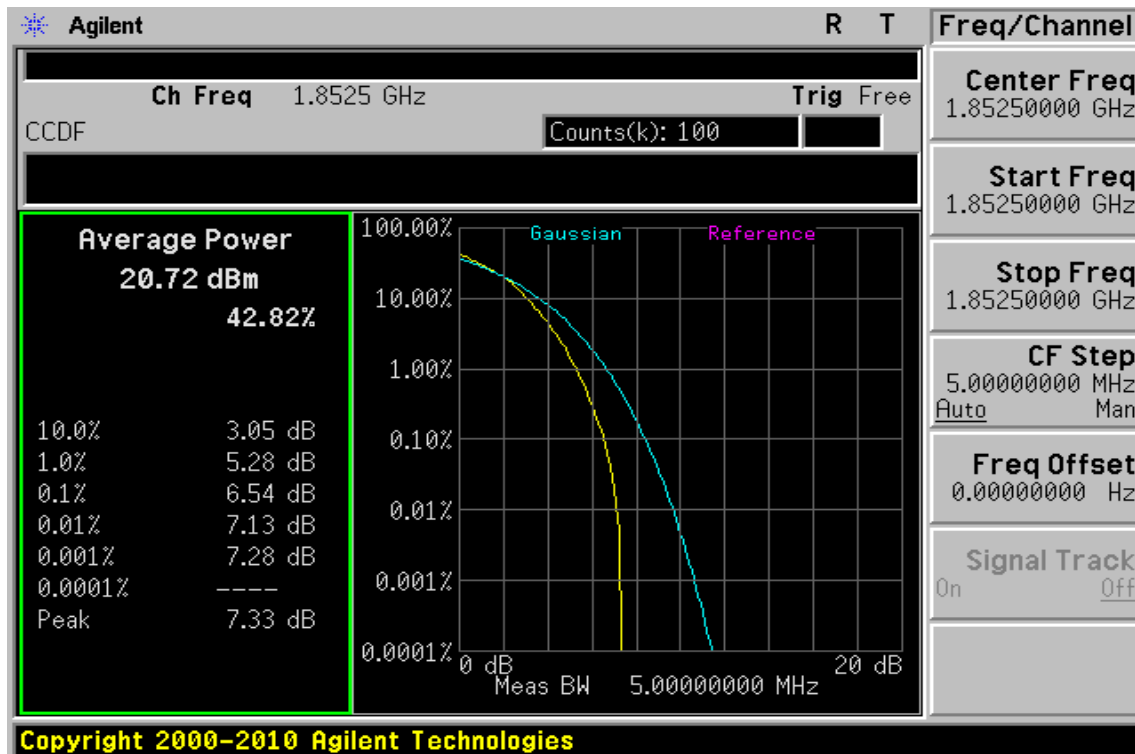 Agilent R T Freq/Channel
Ch Freq 1.8525 GHz Trig Free
CCDF Counts(k): 100
Center Freq
1.85250000 GHz
Start Freq
1.85250000 GHz
Stop Freq
1.85250000 GHz
CF Step
5.00000000 MHz
Auto Man
Freq Offset
0.00000000 Hz
Signal Track
On Off
Average Power
20.72 dBm
42.82%
10.0% 3.05 dB
1.0% 5.28 dB
0.1% 6.54 dB
0.01% 7.13 dB
0.001% 7.28 dB
0.0001% ----
Peak 7.33 dB
Gaussian Reference
100.00%
10.00%
1.00%
0.10%
0.01%
0.001%
0.0001%
0 dB 20 dB
Meas BW 5.00000000 MHz
Copyright 2000-2010 Agilent Technologies